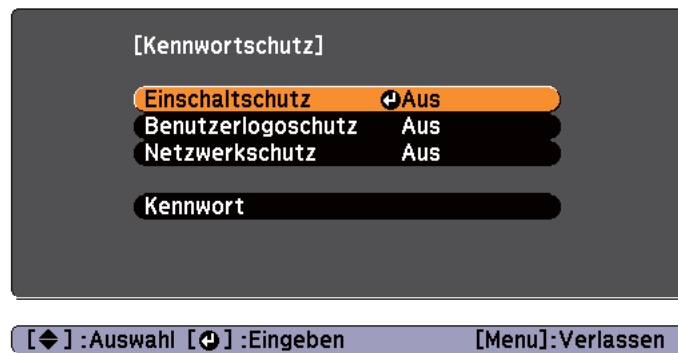 [Kennwortschutz]
Einschaltschutz Aus
Benutzerlogoschutz Aus
Netzwerkschutz Aus
Kennwort
[◆] :Auswahl [⏎] :Eingeben [Menu]:Verlassen